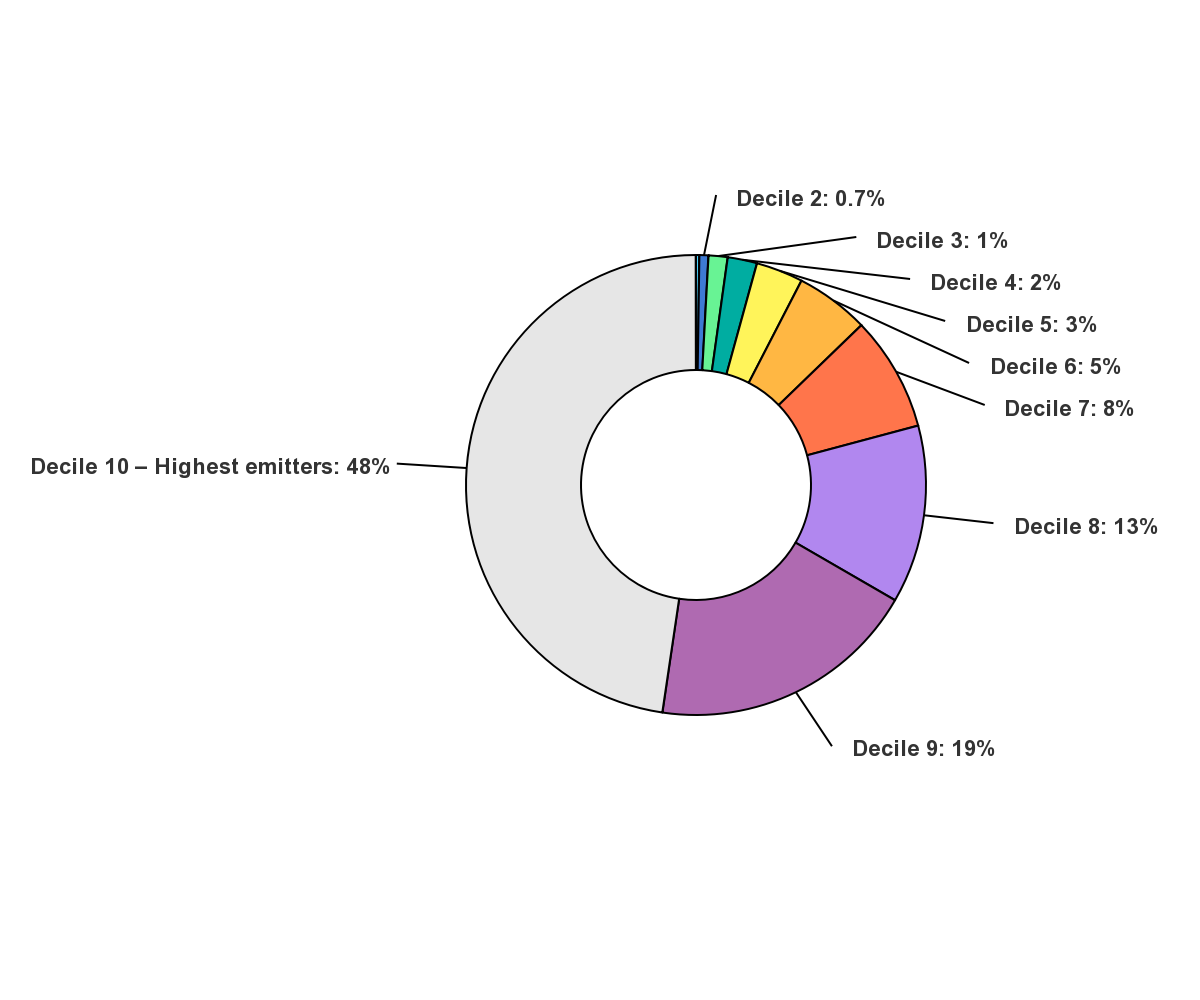 Decile 2: 0.7%
Decile 3: 1%
Decile 4: 2%
Decile 5: 3%
Decile 6: 5%
Decile 7: 8%
Decile 10 – Highest emitters: 48%
Decile 8: 13%
Decile 9: 19%